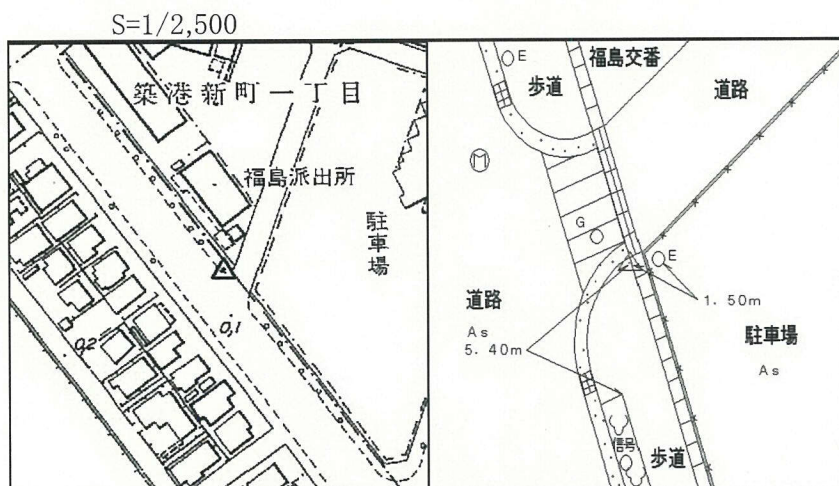 S=1/2,500
築港新町一丁目
福島派出所
駐車場
0.1
0.2
E
福島交番
歩道
道路
M
G
E
1.50m
道路
As
5.40m
駐車場
As
信号
歩道